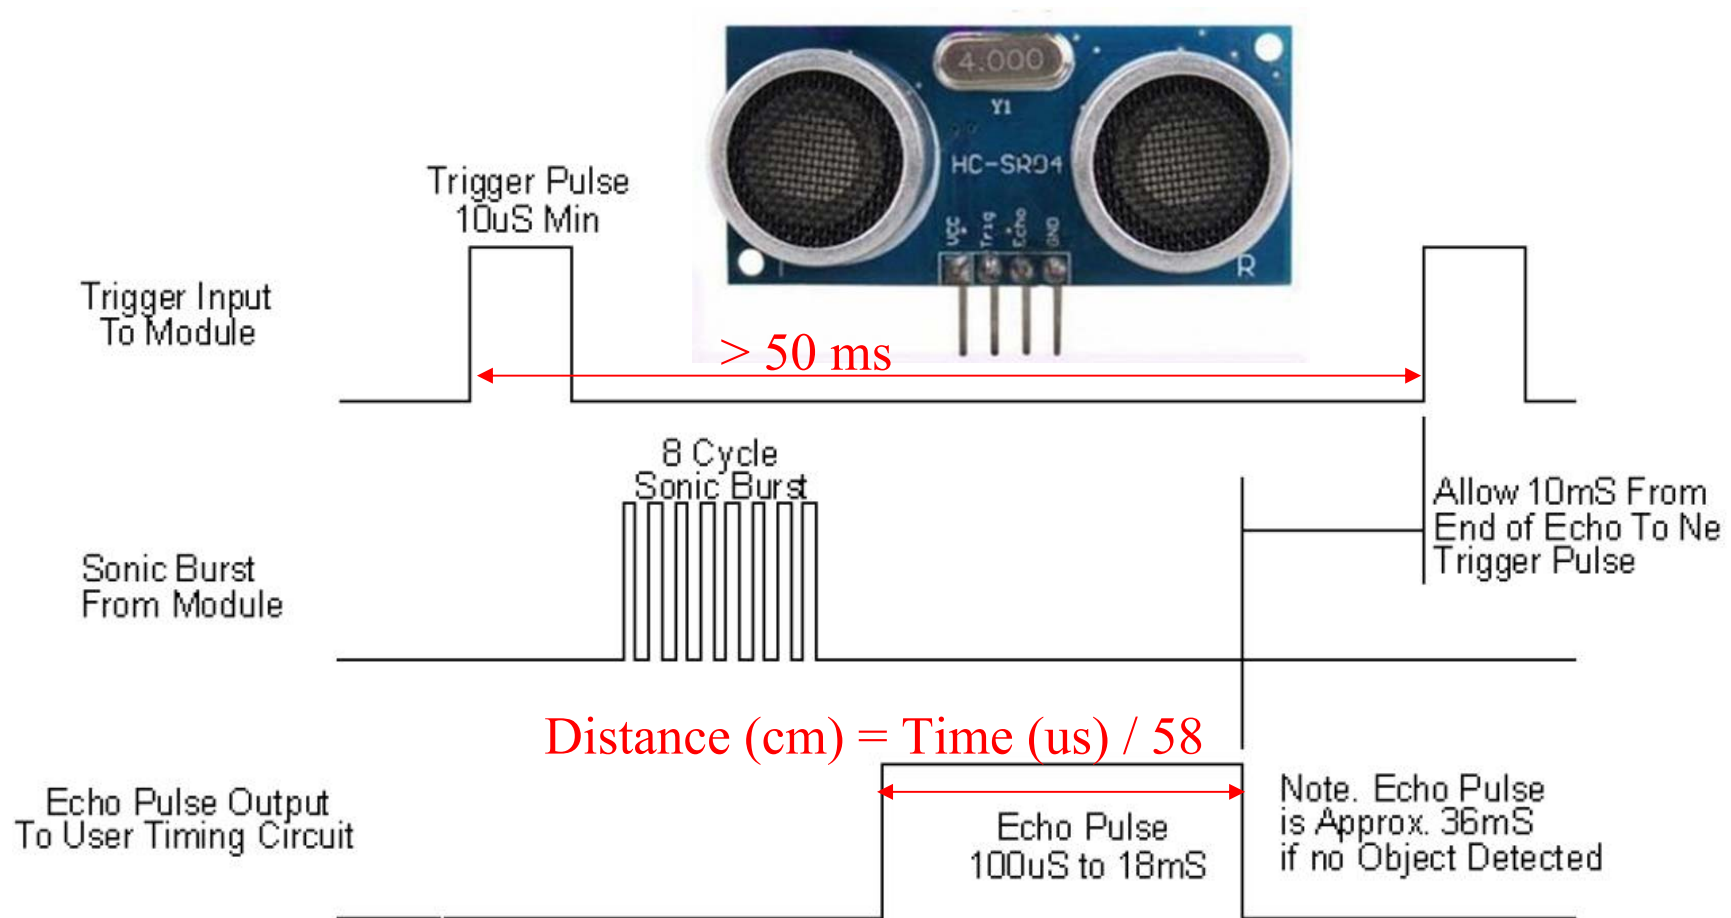 4.000
Y1
HC-SR04
VCC
Trig
Echo
GND
R
Trigger Pulse
10uS Min
Trigger Input
To Module
> 50 ms
8 Cycle
Sonic Burst
Allow 10mS From
End of Echo To Ne
Trigger Pulse
Sonic Burst
From Module
Distance (cm) = Time (us) / 58
Echo Pulse Output
To User Timing Circuit
Echo Pulse
100uS to 18mS
Note. Echo Pulse
is Approx. 36mS
if no Object Detected